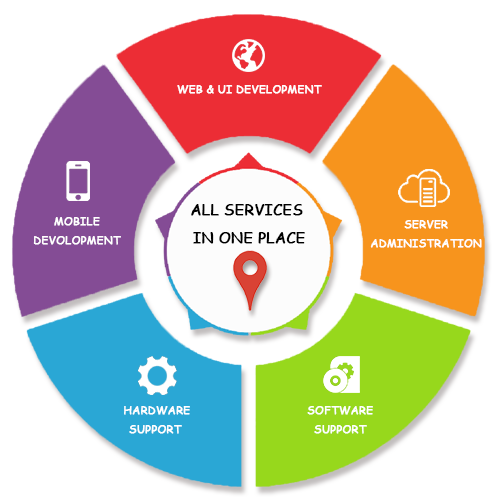 WEB & UI DEVELOPMENT
SERVER
ADMINISTRATION
SOFTWARE
SUPPORT
HARDWARE
SUPPORT
MOBILE
DEVOLOPMENT
ALL SERVICES
IN ONE PLACE